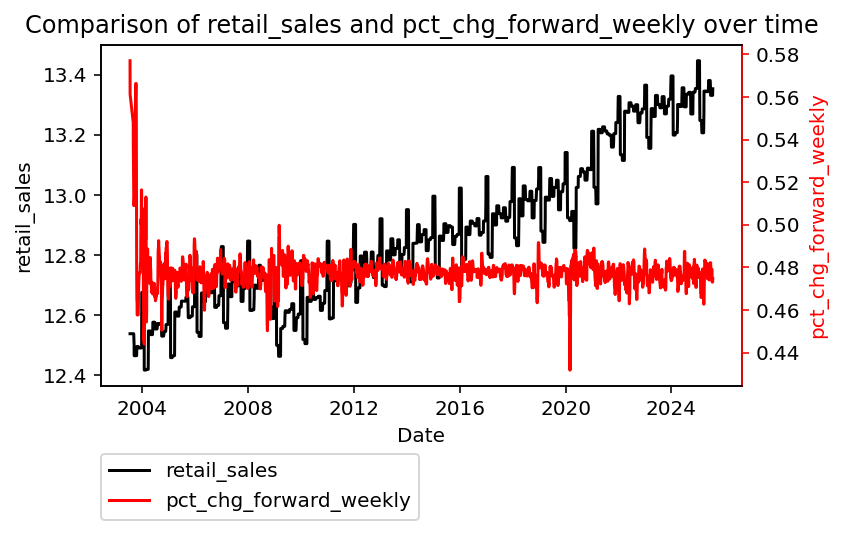 Comparison of retail_sales and pct_chg_forward_weekly over time
13.4
13.2
13.0
12.8
12.6
12.4
retail_sales
0.58
0.56
0.54
0.52
0.50
0.48
0.46
0.44
pct_chg_forward_weekly
2004 2008 2012 2016 2020 2024
Date
retail_sales
pct_chg_forward_weekly